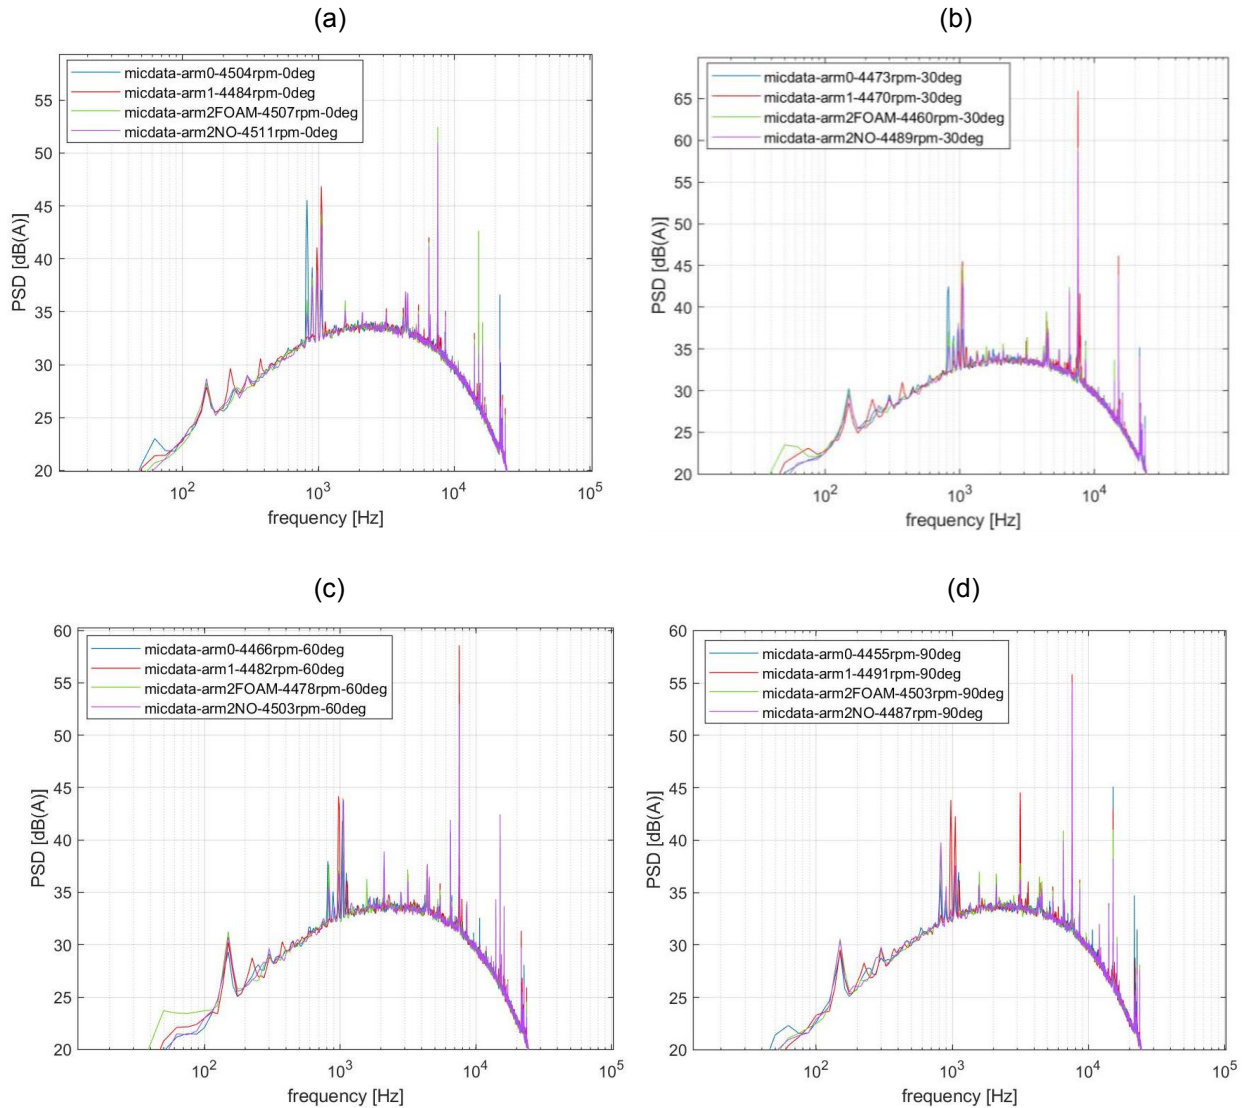 (a)
micdata-arm0-4504rpm-0deg
micdata-arm1-4484rpm-0deg
micdata-arm2FOAM-4507rpm-0deg
micdata-arm2NO-4511rpm-0deg
55
50
45
40
35
30
25
20
PSD [dB(A)]
10²
10³
10⁴
10⁵
frequency [Hz]
(b)
micdata-arm0-4473rpm-30deg
micdata-arm1-4470rpm-30deg
micdata-arm2FOAM-4460rpm-30deg
micdata-arm2NO-4489rpm-30deg
65
60
55
50
45
40
35
30
25
20
PSD [dB(A)]
10²
10³
10⁴
frequency [Hz]
(c)
micdata-arm0-4466rpm-60deg
micdata-arm1-4482rpm-60deg
micdata-arm2FOAM-4478rpm-60deg
micdata-arm2NO-4503rpm-60deg
60
55
50
45
40
35
30
25
20
PSD [dB(A)]
10²
10³
10⁴
10⁵
frequency [Hz]
(d)
micdata-arm0-4455rpm-90deg
micdata-arm1-4491rpm-90deg
micdata-arm2FOAM-4503rpm-90deg
micdata-arm2NO-4487rpm-90deg
60
55
50
45
40
35
30
25
20
PSD [dB(A)]
10²
10³
10⁴
10⁵
frequency [Hz]